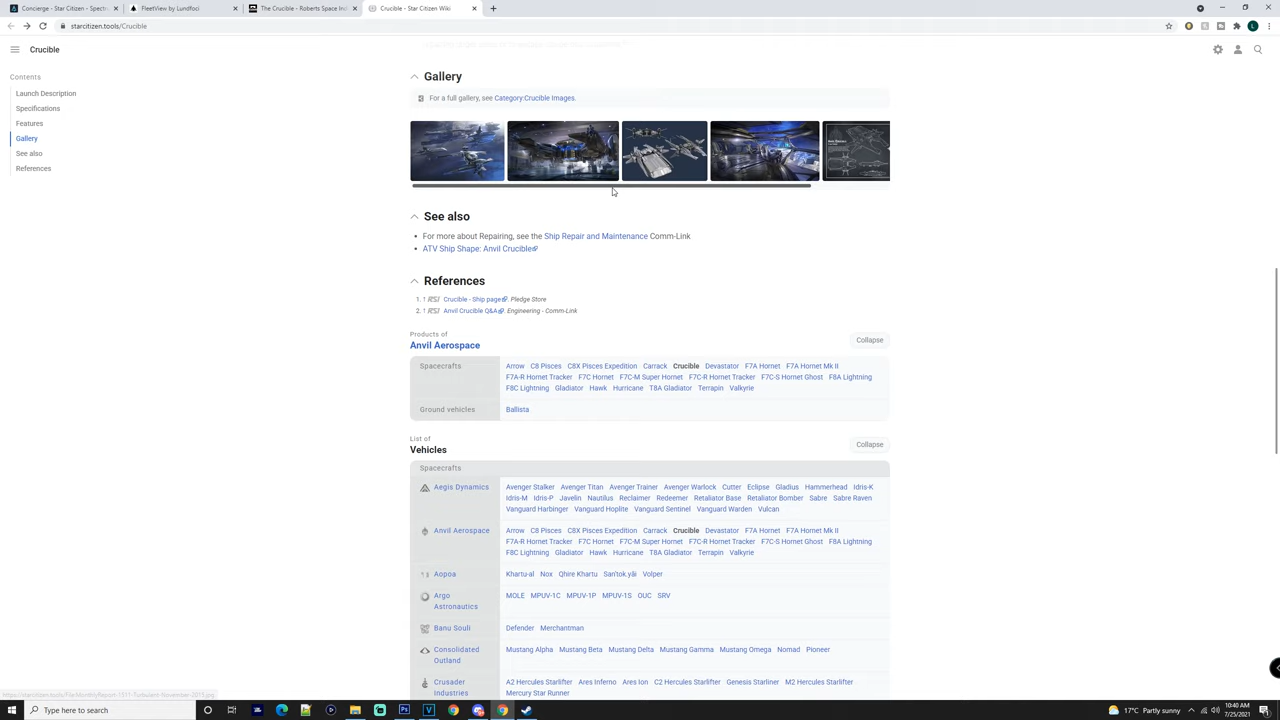 Concierge - Star Citizen - Spectr
FleetView by Lundfoci
The Crucible - Roberts Space Ind
Crucible - Star Citizen Wiki
starcitizen.tools/Crucible
Crucible
Contents
Launch Description
Specifications
Features
Gallery
See also
References
Gallery
For a full gallery, see Category:Crucible Images.
See also
For more about Repairing, see the Ship Repair and Maintenance Comm-Link
ATV Ship Shape: Anvil Crucible
References
1. ↑ RSI Crucible - Ship page. Pledge Store
2. ↑ RSI Anvil Crucible Q&A. Engineering - Comm-Link
Products of
Anvil Aerospace
Collapse
Spacecrafts
Arrow C8 Pisces C8X Pisces Expedition Carrack Crucible Devastator F7A Hornet F7A Hornet Mk II
F7A-R Hornet Tracker F7C Hornet F7C-M Super Hornet F7C-R Hornet Tracker F7C-S Hornet Ghost F8A Lightning
F8C Lightning Gladiator Hawk Hurricane T8A Gladiator Terrapin Valkyrie
Ground vehicles
Ballista
List of
Vehicles
Collapse
Spacecrafts
Aegis Dynamics
Avenger Stalker Avenger Titan Avenger Trainer Avenger Warlock Cutter Eclipse Gladius Hammerhead Idris-K
Idris-M Idris-P Javelin Nautilus Reclaimer Redeemer Retaliator Base Retaliator Bomber Sabre Sabre Raven
Vanguard Harbinger Vanguard Hoplite Vanguard Sentinel Vanguard Warden Vulcan
Anvil Aerospace
Arrow C8 Pisces C8X Pisces Expedition Carrack Crucible Devastator F7A Hornet F7A Hornet Mk II
F7A-R Hornet Tracker F7C Hornet F7C-M Super Hornet F7C-R Hornet Tracker F7C-S Hornet Ghost F8A Lightning
F8C Lightning Gladiator Hawk Hurricane T8A Gladiator Terrapin Valkyrie
Aopoa
Khartu-al Nox Qhire Khartu San'tok.yāi Volper
Argo
Astronautics
MOLE MPUV-1C MPUV-1P MPUV-1S OUC SRV
Banu Souli
Defender Merchantman
Consolidated
Outland
Mustang Alpha Mustang Beta Mustang Delta Mustang Gamma Mustang Omega Nomad Pioneer
Crusader
Industries
A2 Hercules Starlifter Ares Inferno Ares Ion C2 Hercules Starlifter Genesis Starliner M2 Hercules Starlifter
Mercury Star Runner
https://starcitizen.tools/File:MonthlyReport-1511-Turbulent-November-2015.jpg
Type here to search
17°C Partly sunny
10:40 AM
7/25/2021